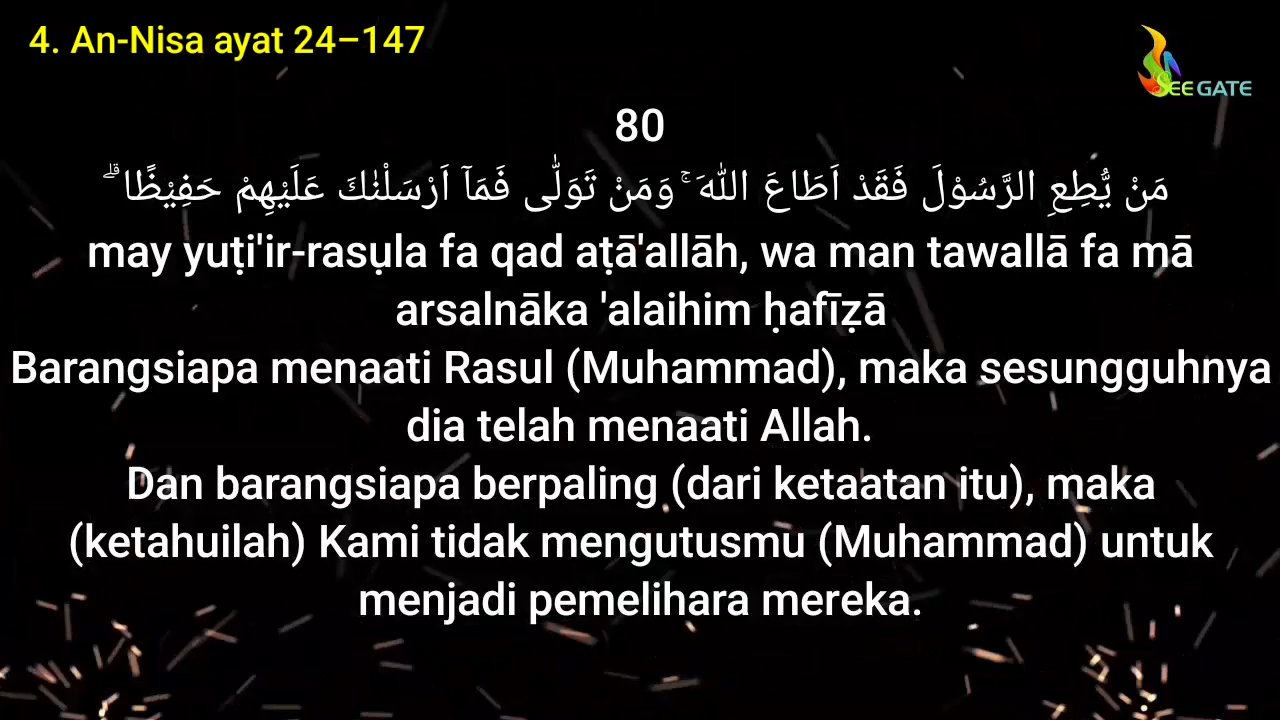 4. An-Nisa ayat 24–147
SEE GATE
80
مَنْ يُّطِعِ الرَّسُوْلَ فَقَدْ اَطَاعَ اللّٰهَ ۚ وَمَنْ تَوَلّٰى فَمَآ اَرْسَلْنٰكَ عَلَيْهِمْ حَفِيْظًا ۗ
may yuṭi'ir-rasụla fa qad aṭā'allāh, wa man tawallā fa mā
arsalnāka 'alaihim ḥafīẓā
Barangsiapa menaati Rasul (Muhammad), maka sesungguhnya
dia telah menaati Allah.
Dan barangsiapa berpaling (dari ketaatan itu), maka
(ketahuilah) Kami tidak mengutusmu (Muhammad) untuk
menjadi pemelihara mereka.